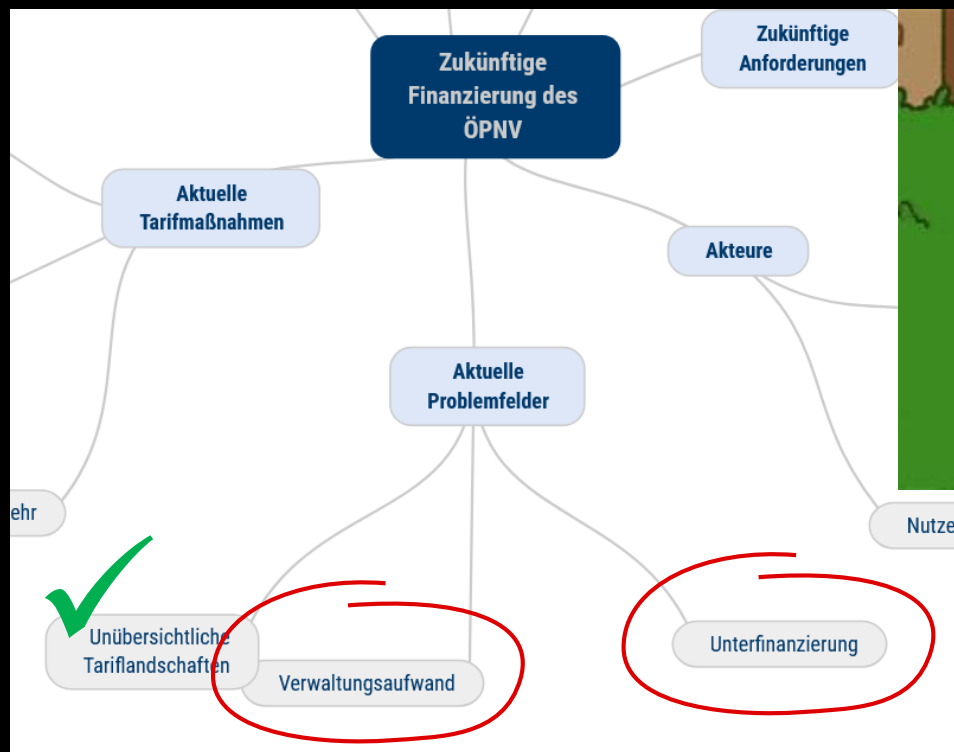 Zukünftige
Finanzierung des
ÖPNV
Zukünftige
Anforderungen
Aktuelle
Tarifmaßnahmen
Akteure
Aktuelle
Problemfelder
ehr
Nutze
Unübersichtliche
Tariflandschaften
Verwaltungsaufwand
Unterfinanzierung